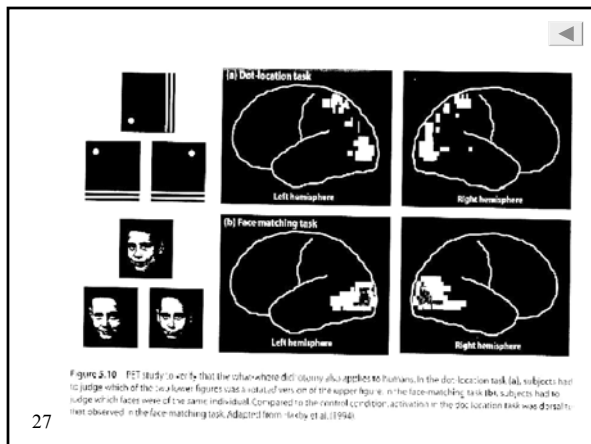 (a) Dot-location task
Left hemisphere
Right hemisphere
(b) Face-matching task
Left hemisphere
Right hemisphere
Figure 5.10 PET study to verify that the what-where dichotomy also applies to humans. In the dot-location task (a), subjects had
to judge which of the two lower figures was a rotated version of the upper figure. In the face-matching task (b), subjects had to
judge which faces were of the same individual. Compared to the control condition, activation in the dot-location task was dorsal to
that observed in the face-matching task. Adapted from Haxby et al. (1994)
27